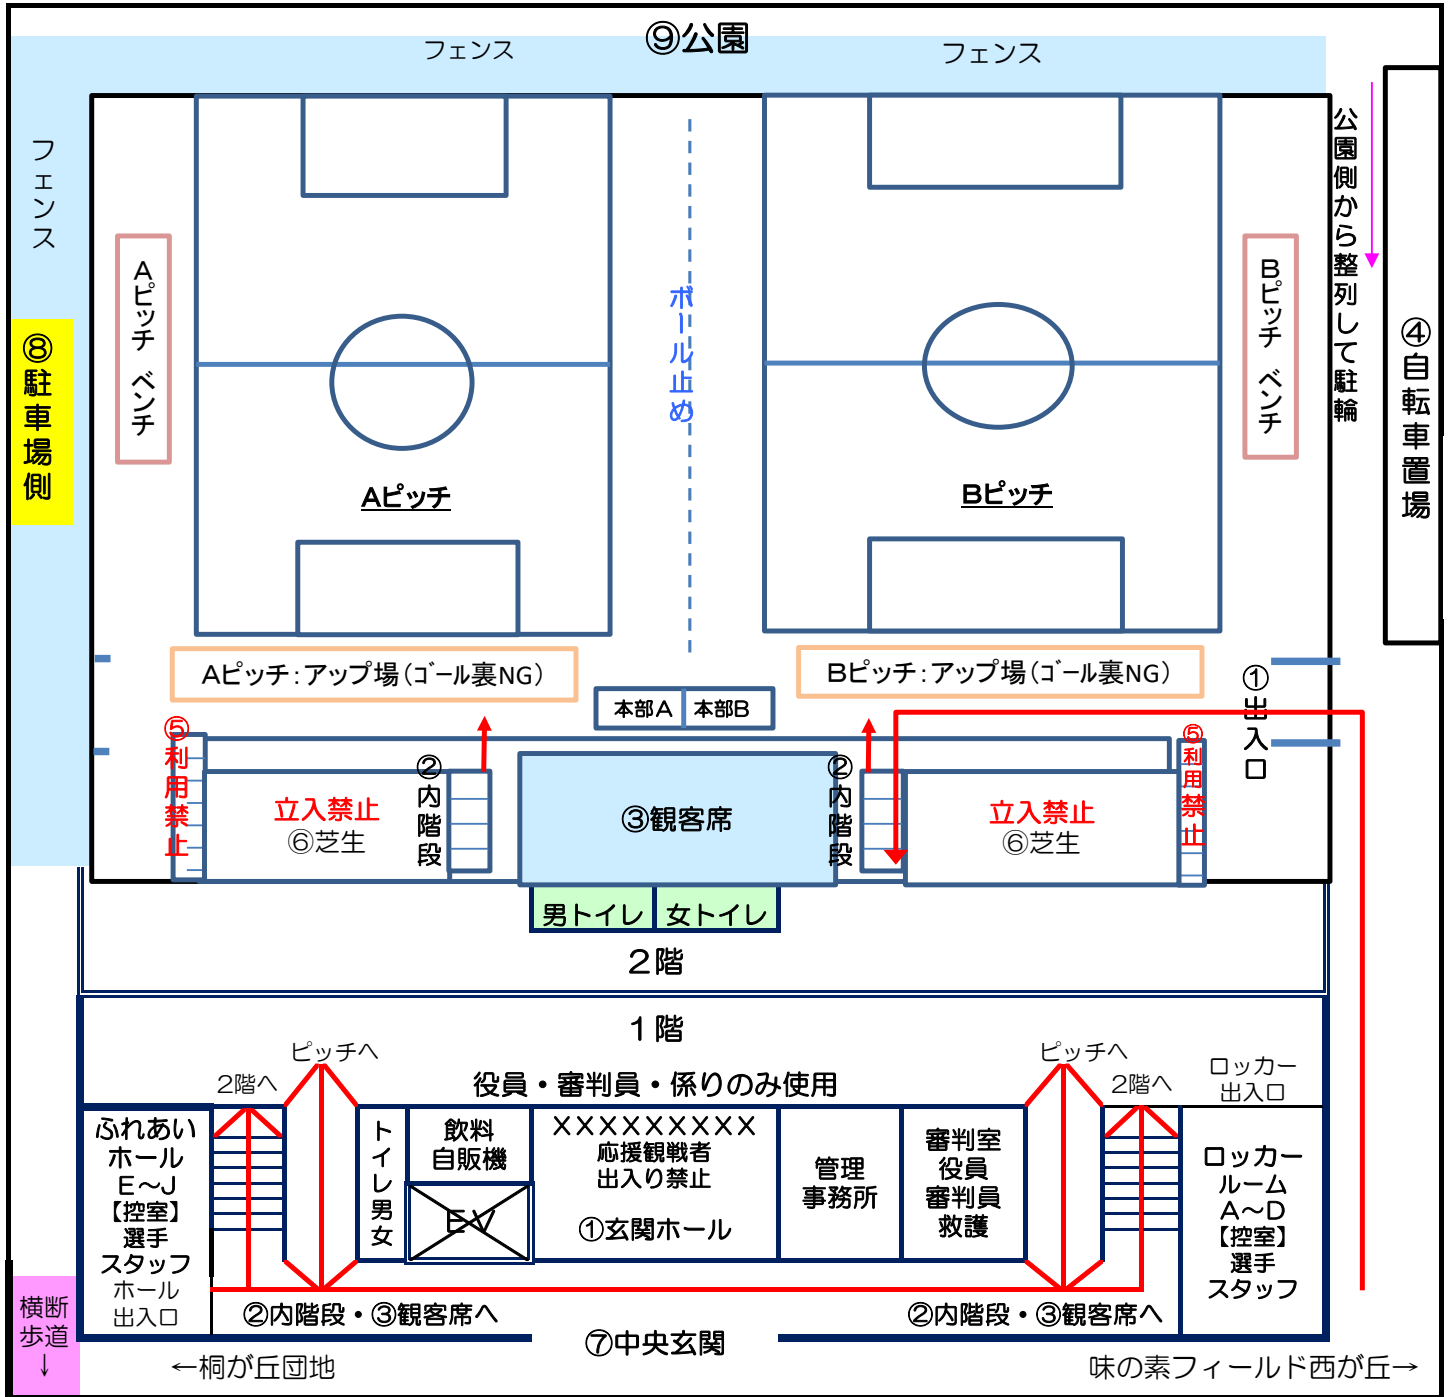 ⑨公園
フェンス
フェンス
フェンス
公園側から整列して駐輪
④自転車置場
⑧駐車場側
Aピッチ ベンチ
Bピッチ ベンチ
ボール止め
Aピッチ
Bピッチ
Aピッチ：アップ場（ゴール裏NG）
Bピッチ：アップ場（ゴール裏NG）
本部A
本部B
①出入口
⑤利用禁止
⑤利用禁止
②内階段
②内階段
立入禁止
⑥芝生
③観客席
立入禁止
⑥芝生
男トイレ
女トイレ
２階
１階
ピッチへ
ピッチへ
2階へ
2階へ
役員・審判員・係りのみ使用
ロッカー
出入口
ふれあい
ホール
E～J
【控室】
選手
スタッフ
ホール
出入口
トイレ男女
飲料
自販機
EV
××××××××××
応援観戦者
出入り禁止
①玄関ホール
管理
事務所
審判室
役員
審判員
救護
ロッカー
ルーム
A～D
【控室】
選手
スタッフ
②内階段・③観客席へ
②内階段・③観客席へ
⑦中央玄関
横断
歩道
↓
←桐が丘団地
味の素フィールド西が丘→